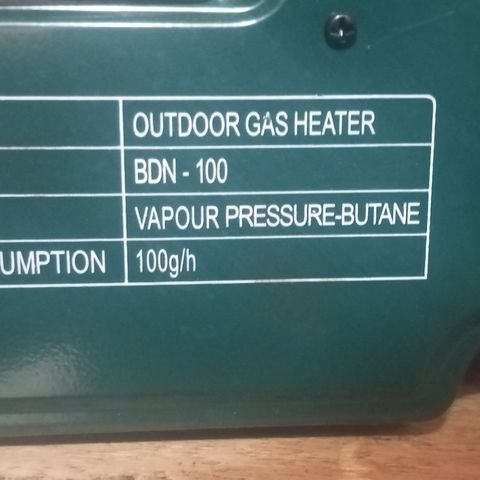 OUTDOOR GAS HEATER
BDN - 100
VAPOUR PRESSURE-BUTANE
UMPTION 100g/h